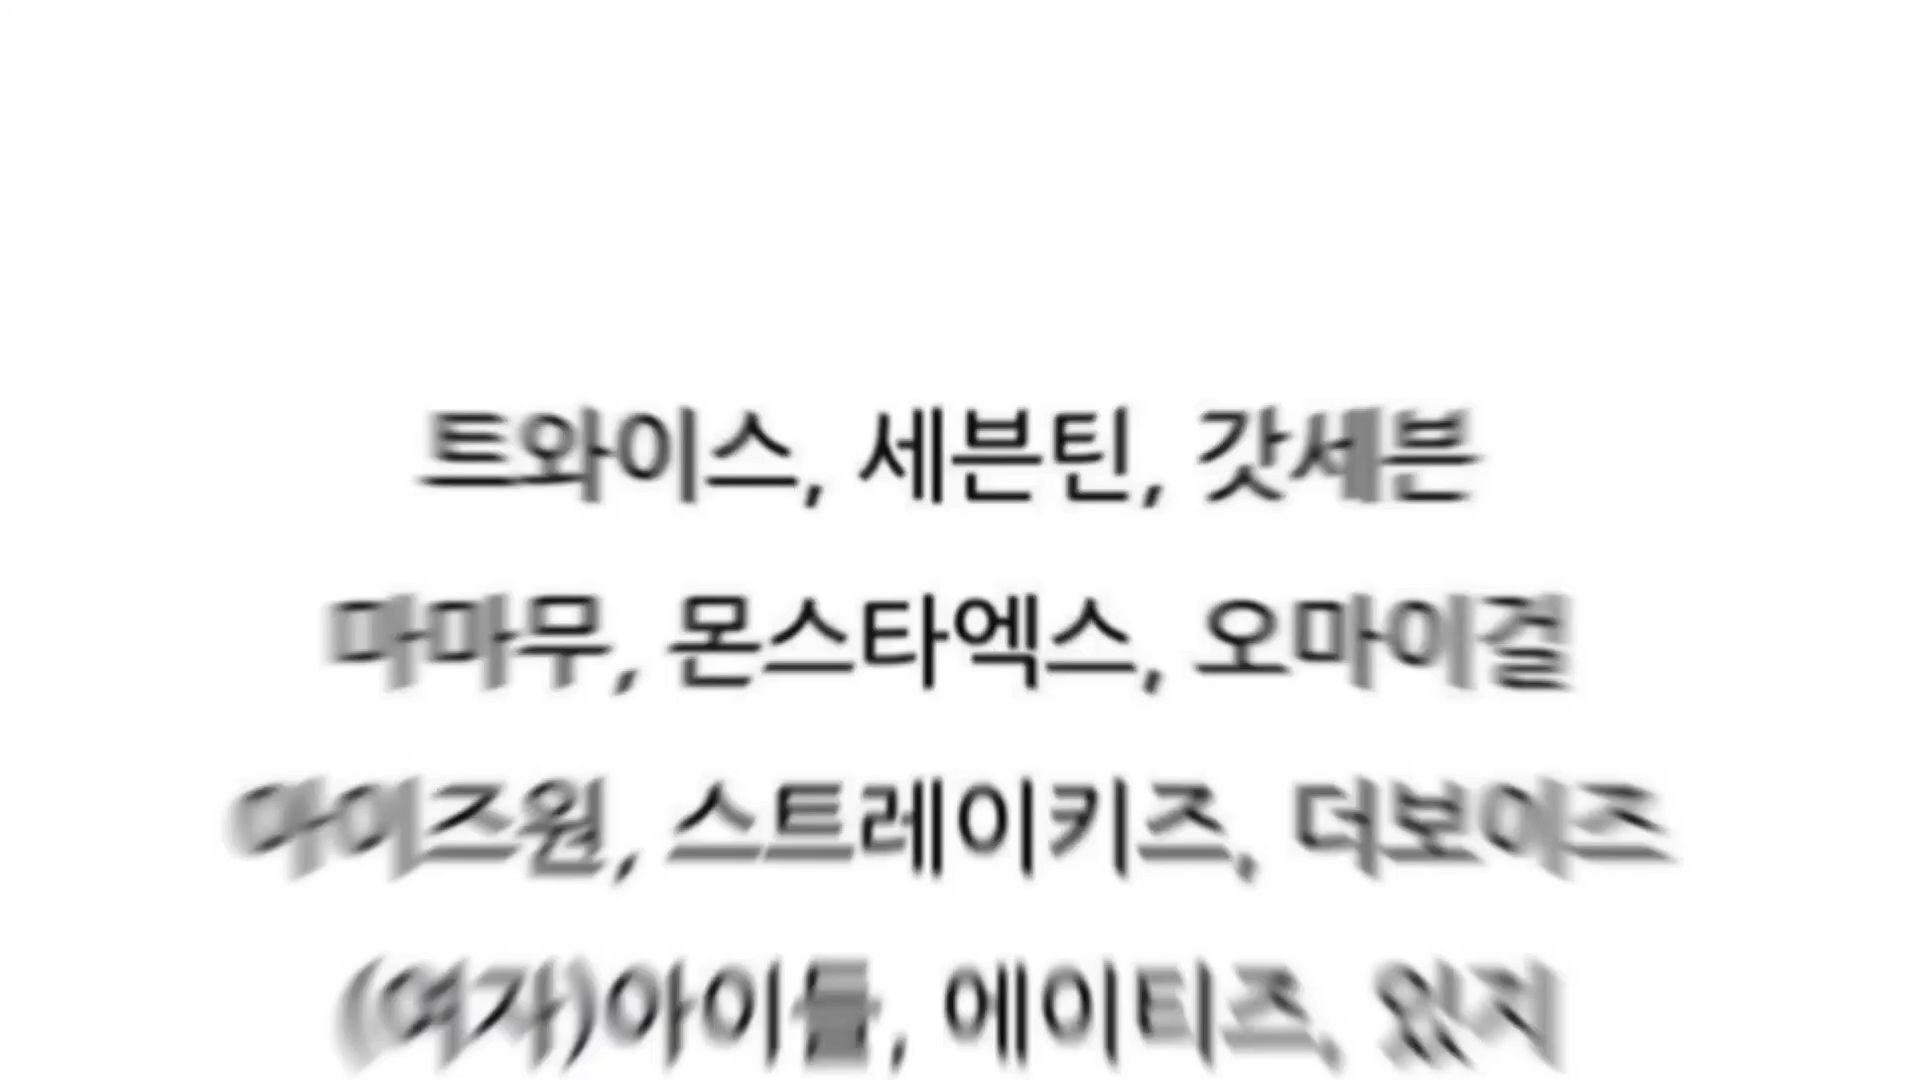 트와이스, 세븐틴, 갓세븐
마마무, 몬스타엑스, 오마이걸
아이즈원, 스트레이키즈, 더보이즈
(여자)아이들, 에이티즈, 있지